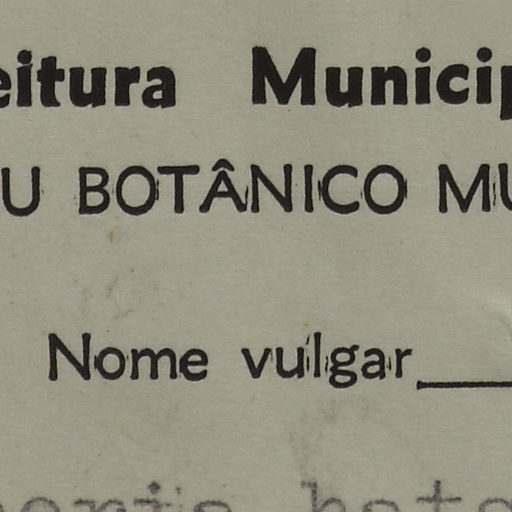 eitura Municip
U BOTÂNICO MU
Nome vulgar